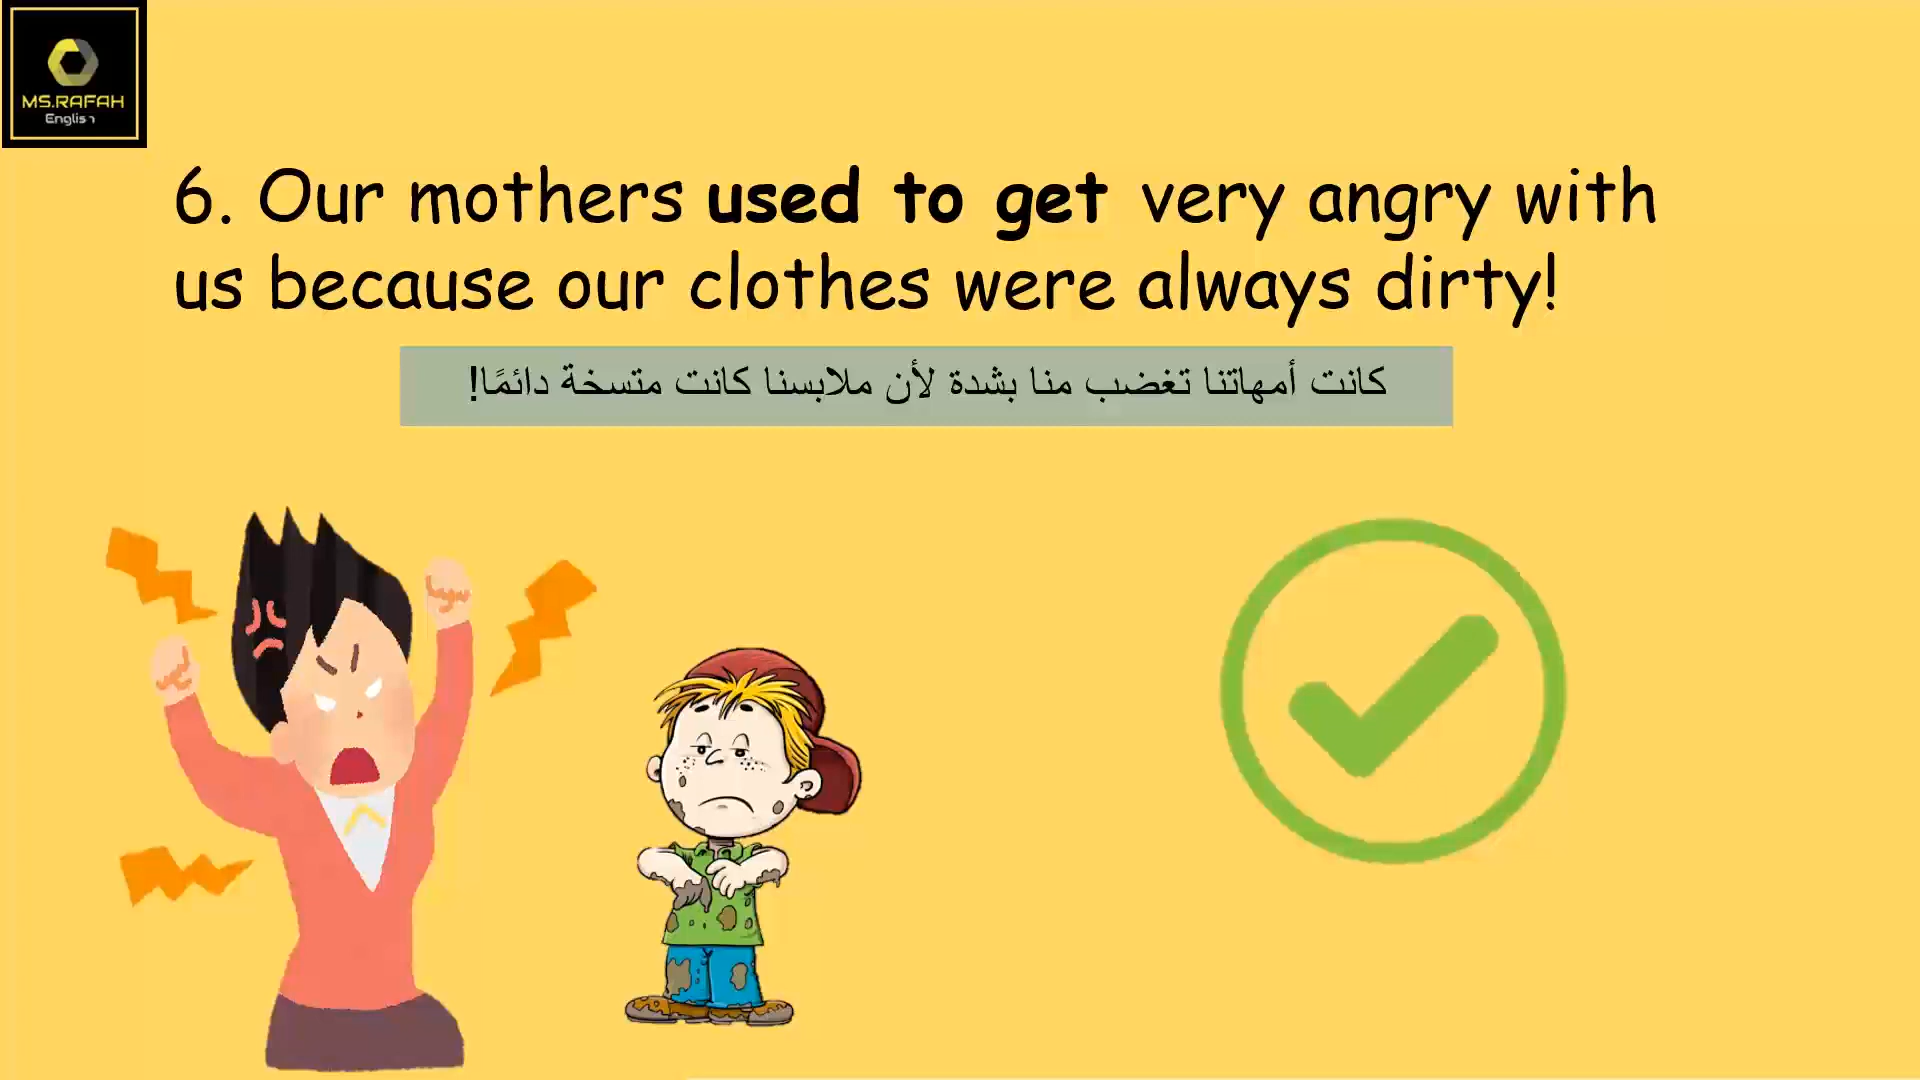 MS.RAFAH
English
6. Our mothers used to get very angry with
us because our clothes were always dirty!
كانت أمهاتنا تغضب منا بشدة لأن ملابسنا كانت متسخة دائمًا!